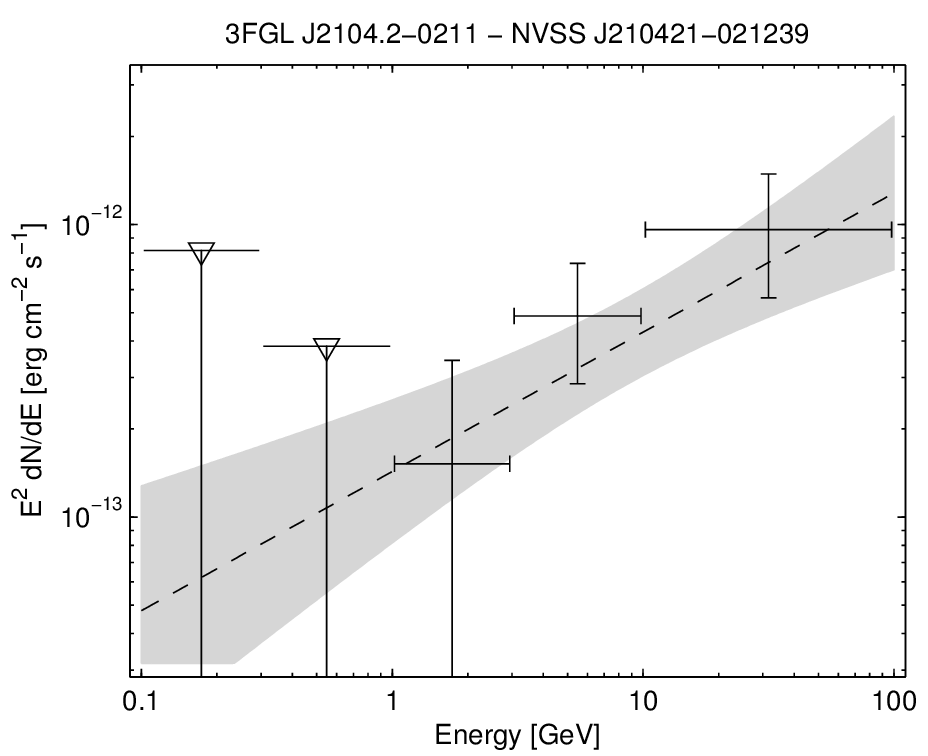 3FGL J2104.2−0211 − NVSS J210421−021239
E² dN/dE [erg cm⁻² s⁻¹]
10⁻¹²
10⁻¹³
0.1 1 10 100
Energy [GeV]